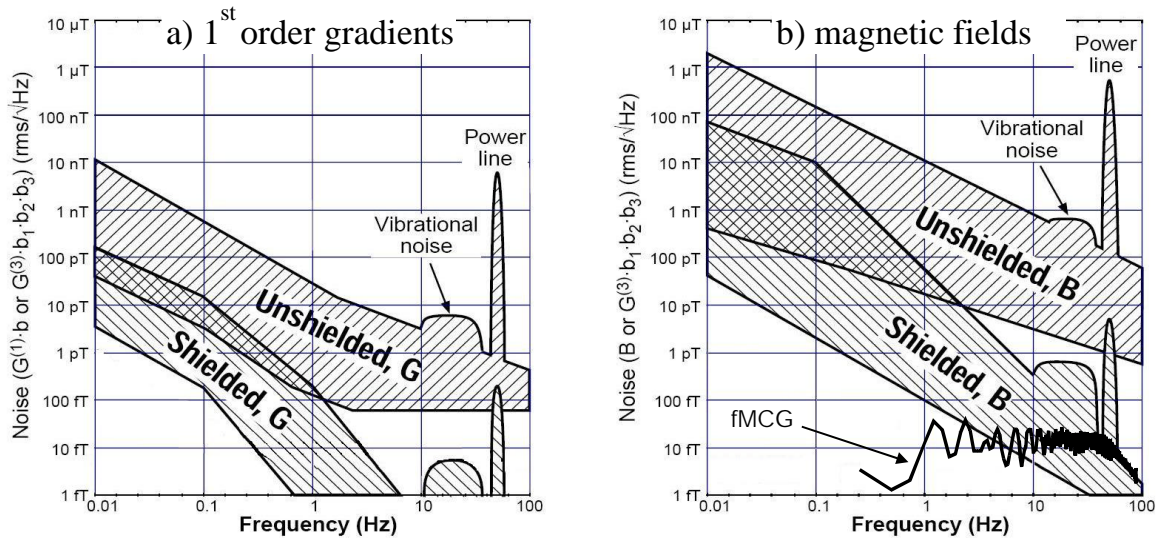 a) 1st order gradients
10 µT
1 µT
100 nT
10 nT
1 nT
100 pT
10 pT
1 pT
100 fT
10 fT
1 fT
Noise (G(1)·b or G(3)·b1·b2·b3) (rms/√Hz)
Power
line
Vibrational
noise
Unshielded, G
Shielded, G
0.01
0.1
1
10
100
Frequency (Hz)
b) magnetic fields
10 µT
1 µT
100 nT
10 nT
1 nT
100 pT
10 pT
1 pT
100 fT
10 fT
1 fT
Noise (B or G(3)·b1·b2·b3) (rms/√Hz)
Power
line
Vibrational
noise
Unshielded, B
Shielded, B
fMCG
0.01
0.1
1
10
100
Frequency (Hz)